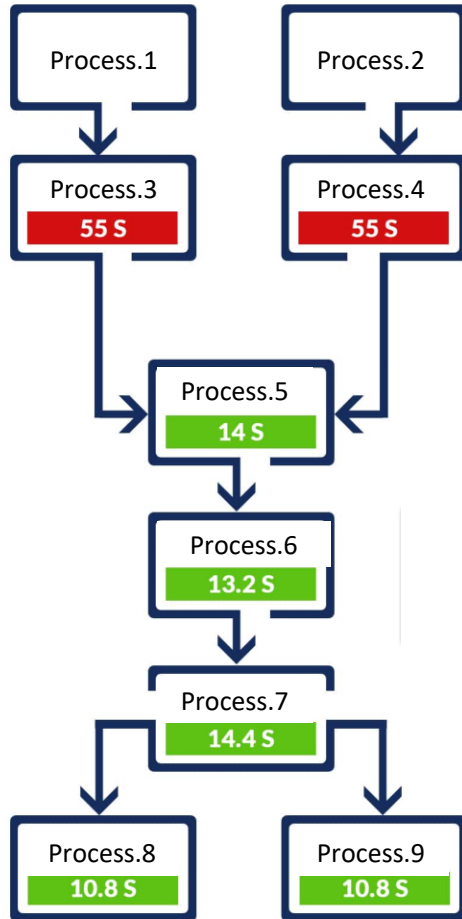 Process.1
Process.2
Process.3
55 S
Process.4
55 S
Process.5
14 S
Process.6
13.2 S
Process.7
14.4 S
Process.8
10.8 S
Process.9
10.8 S